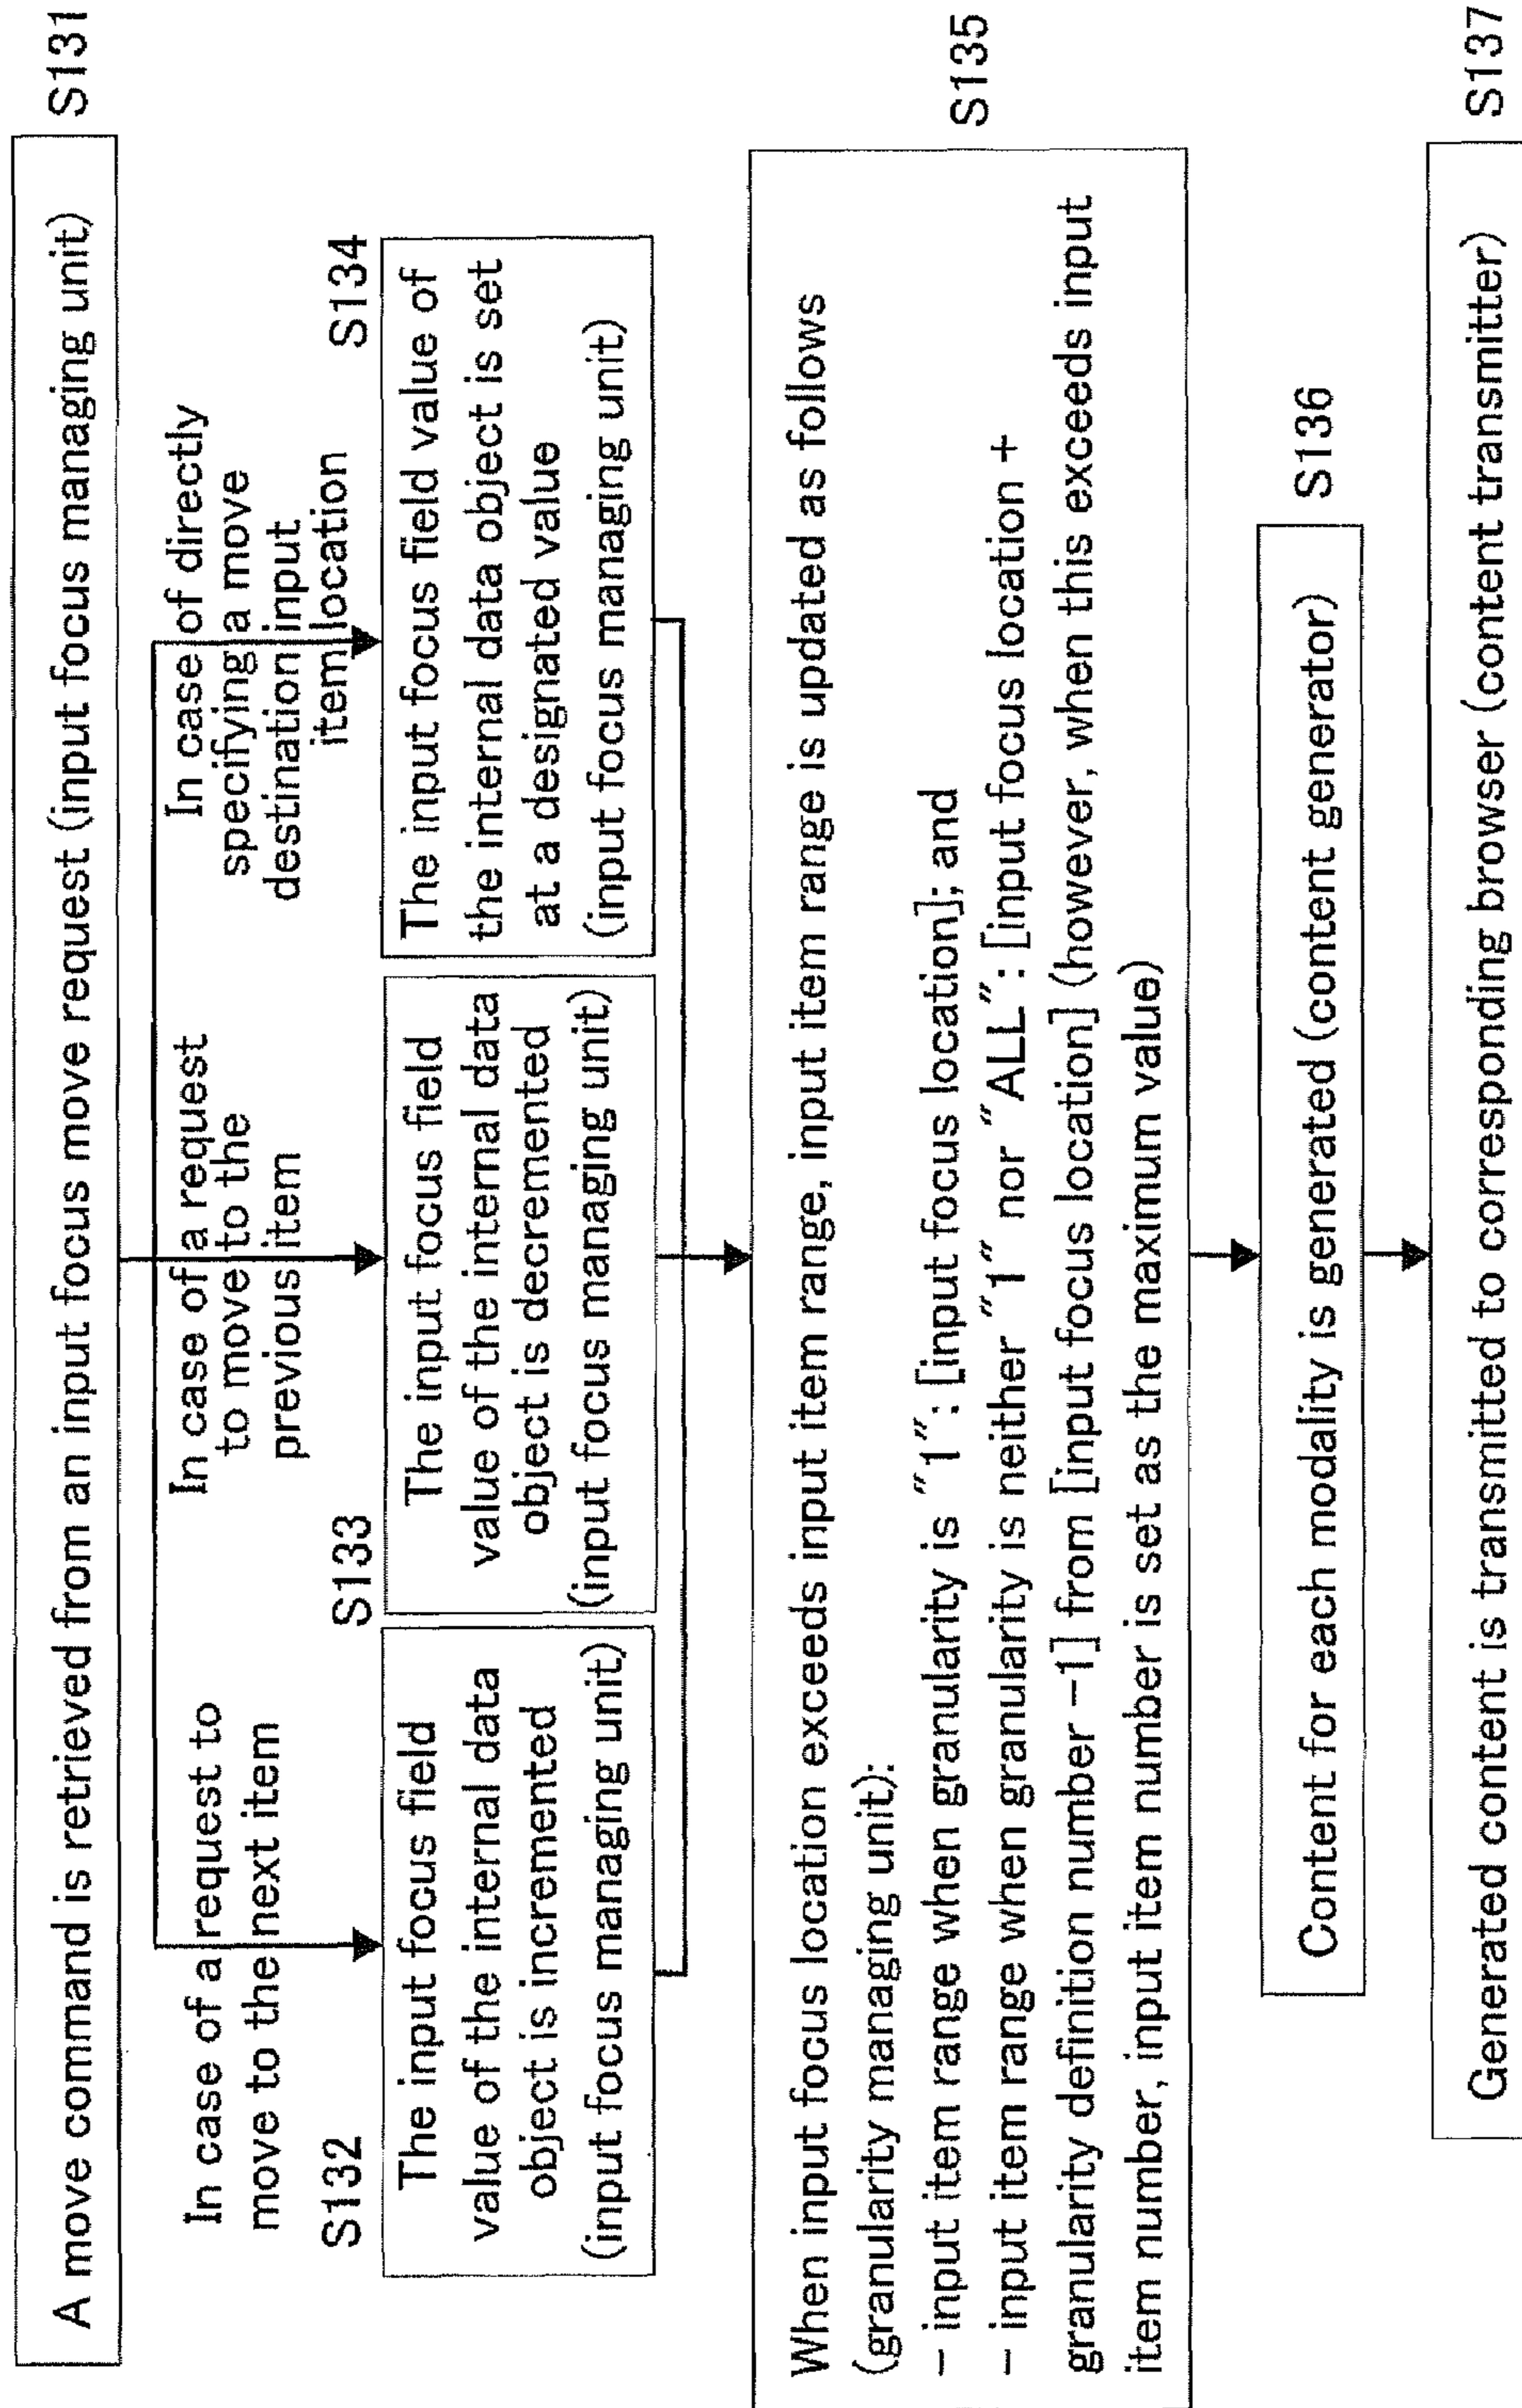 A move command is retrieved from an input focus move request (input focus managing unit)
S131
In case of a request to
move to the next item
In case of a request
to move to the
previous item
In case of directly
specifying a move
destination input
item location
S132
The input focus field
value of the internal data
object is incremented
(input focus managing unit)
S133
The input focus field
value of the internal data
object is decremented
(input focus managing unit)
S134
The input focus field value of
the internal data object is set
at a designated value
(input focus managing unit)
When input focus location exceeds input item range, input item range is updated as follows
(granularity managing unit):
- input item range when granularity is "1": [input focus location]; and
- input item range when granularity is neither "1" nor "ALL": [input focus location +
granularity definition number -1] from [input focus location] (however, when this exceeds input
item number, input item number is set as the maximum value)
S135
Content for each modality is generated (content generator)
S136
Generated content is transmitted to corresponding browser (content transmitter)
S137